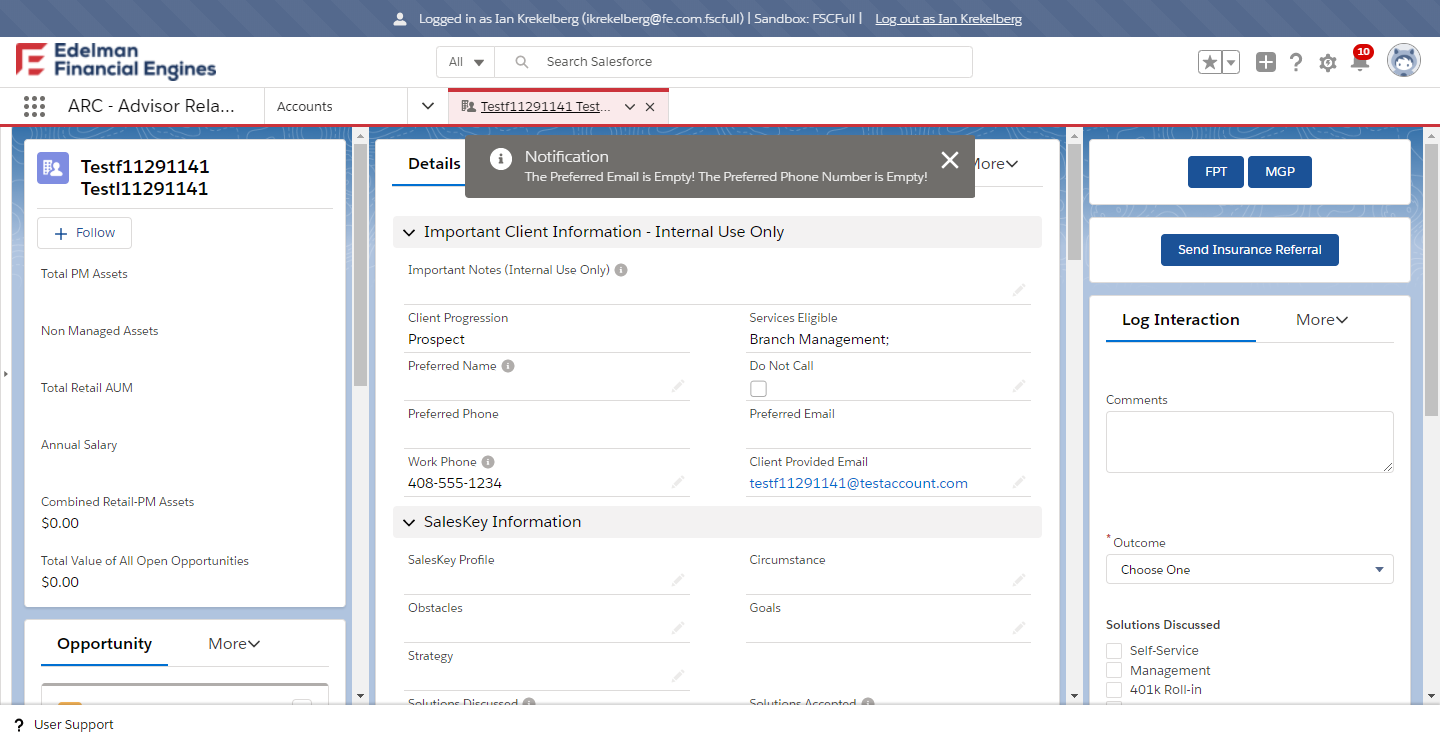 Logged in as Ian Krekelberg (ikrekelberg@fe.com.fscfull) | Sandbox: FSCFull | Log out as Ian Krekelberg
Edelman
Financial Engines
All
Search Salesforce
10
ARC - Advisor Rela...
Accounts
Testf11291141 Test...
Testf11291141
Testl11291141
Follow
Total PM Assets
Non Managed Assets
Total Retail AUM
Annual Salary
Combined Retail-PM Assets
$0.00
Total Value of All Open Opportunities
$0.00
Opportunity
More
Details
More
Notification
The Preferred Email is Empty! The Preferred Phone Number is Empty!
Important Client Information - Internal Use Only
Important Notes (Internal Use Only)
Client Progression
Prospect
Services Eligible
Branch Management;
Preferred Name
Do Not Call
Preferred Phone
Preferred Email
Work Phone
408-555-1234
Client Provided Email
testf11291141@testaccount.com
SalesKey Information
SalesKey Profile
Circumstance
Obstacles
Goals
Strategy
Solutions Discussed
Solutions Accepted
FPT
MGP
Send Insurance Referral
Log Interaction
More
Comments
*Outcome
Choose One
Solutions Discussed
Self-Service
Management
401k Roll-in
? User Support